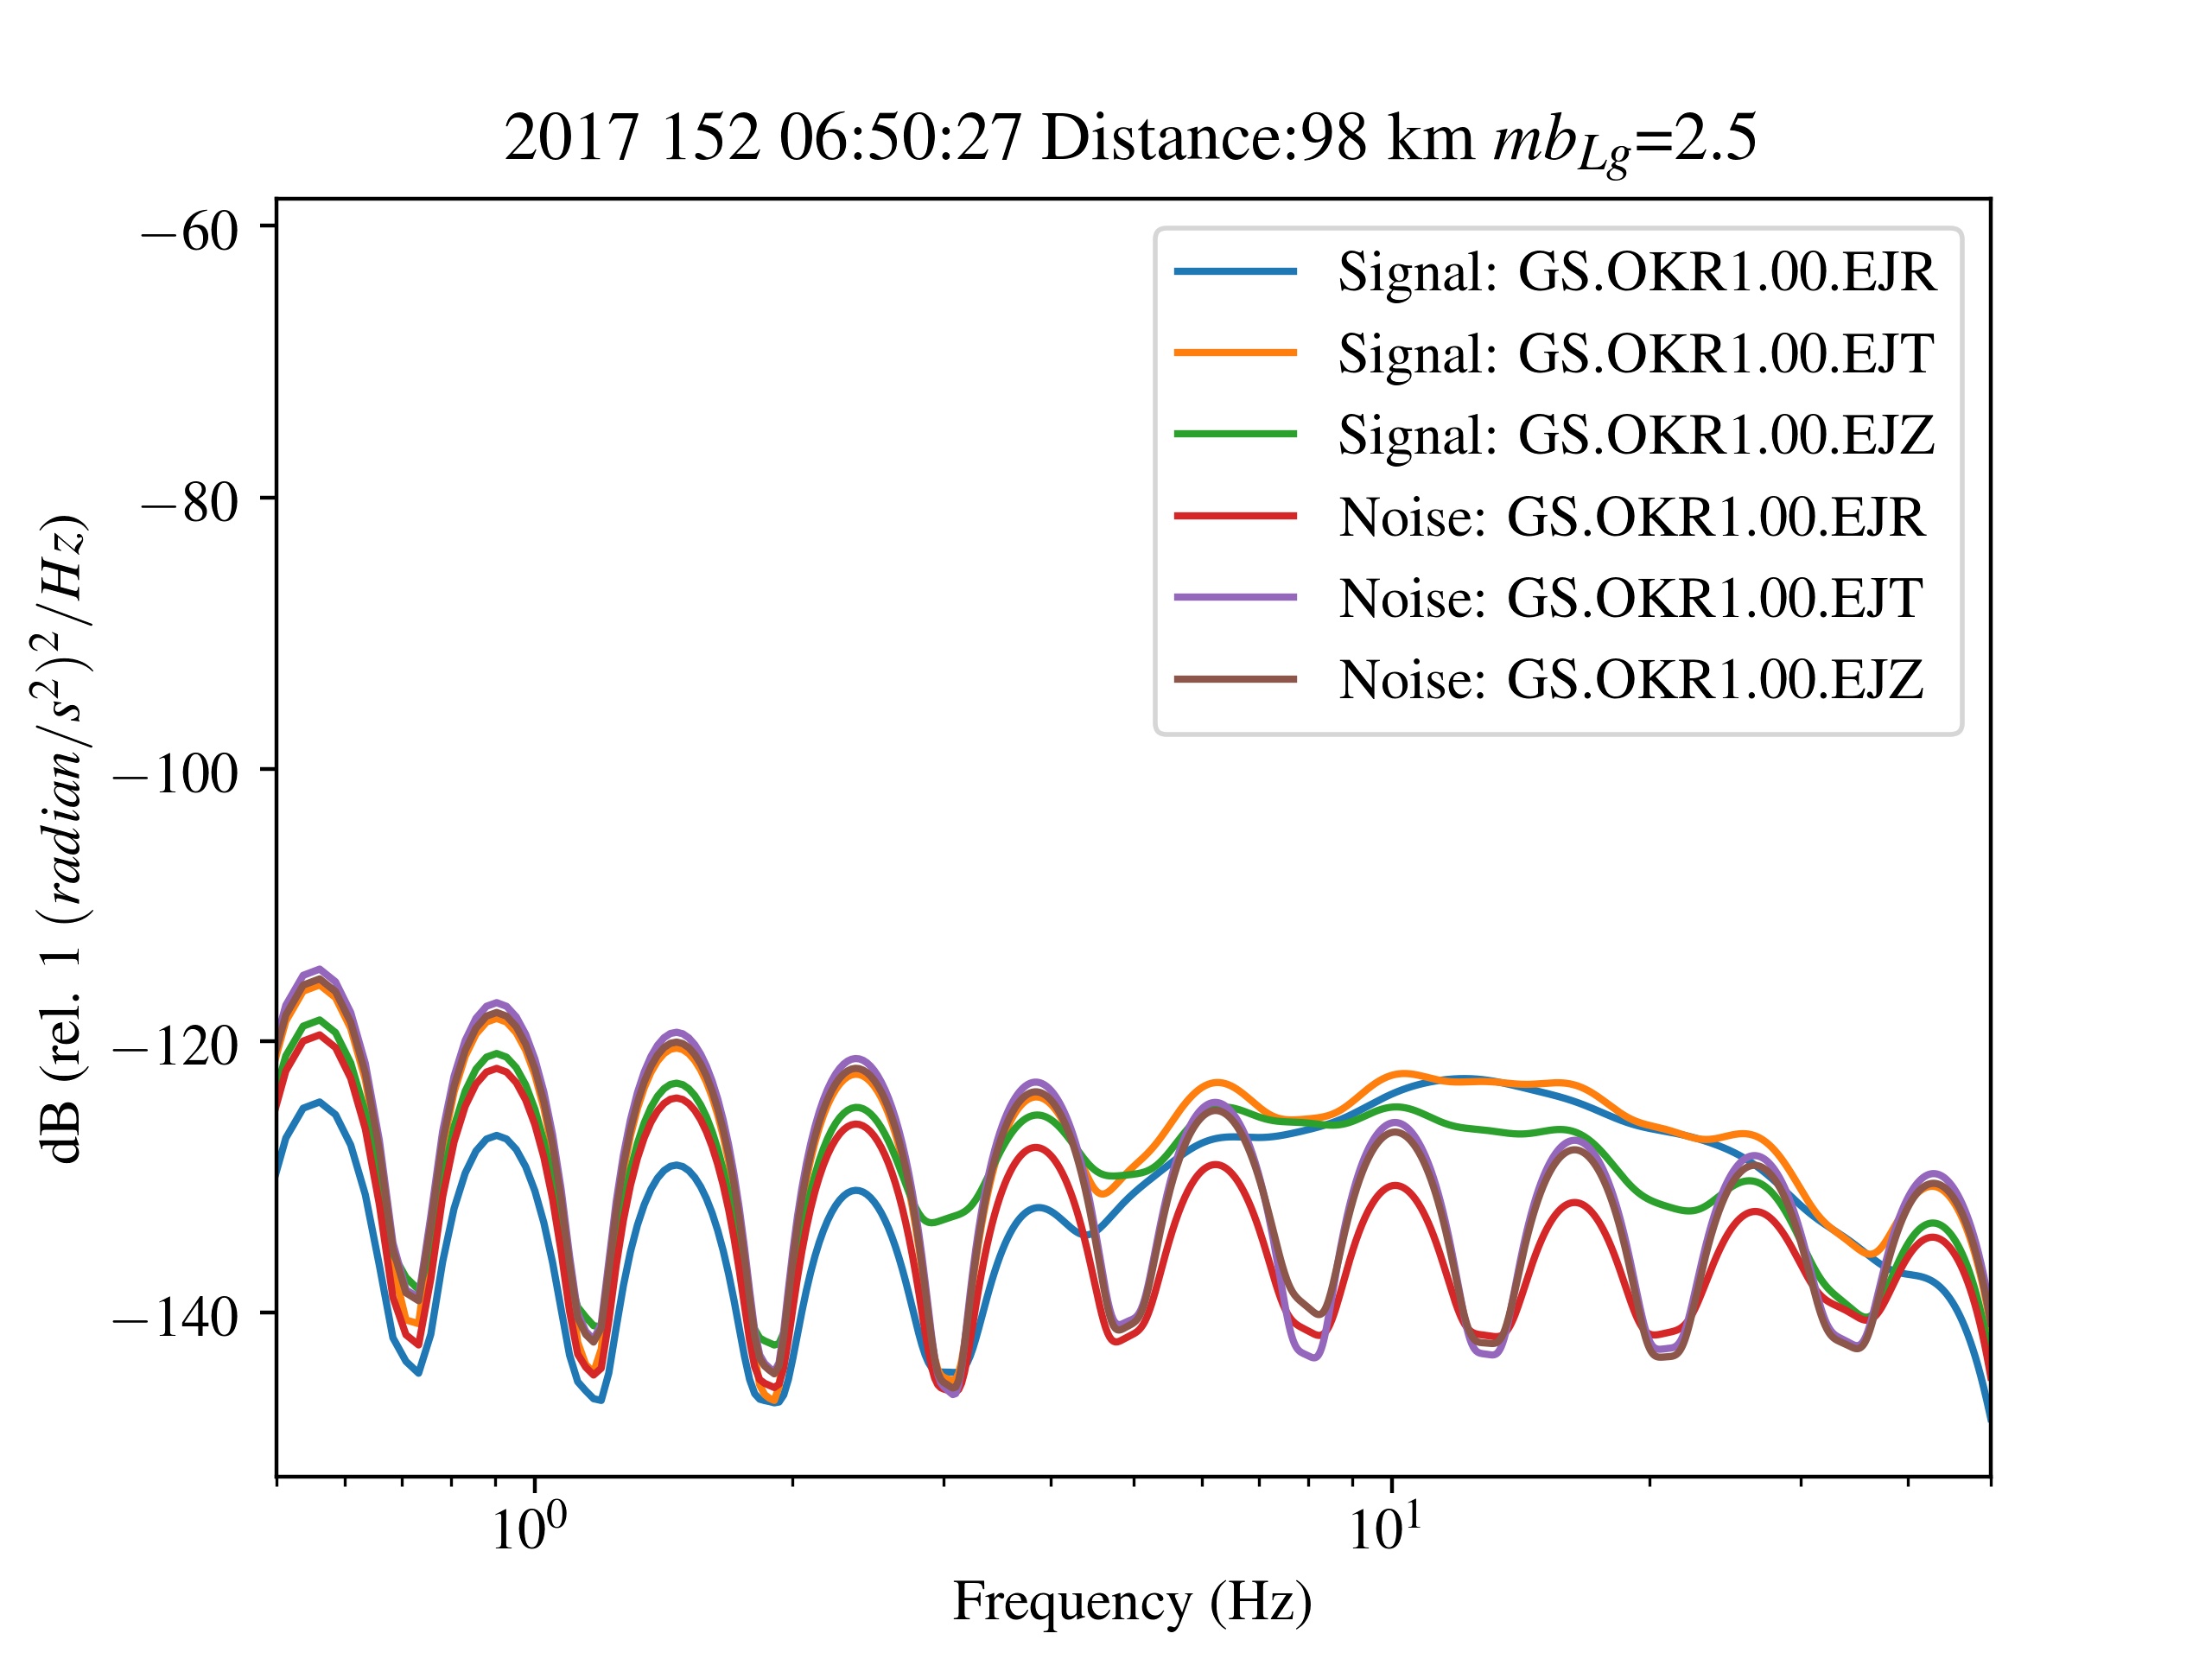 2017 152 06:50:27 Distance:98 km mb_Lg=2.5
dB (rel. 1 (radian/s²)²/Hz)
−60
−80
−100
−120
−140
Signal: GS.OKR1.00.EJR
Signal: GS.OKR1.00.EJT
Signal: GS.OKR1.00.EJZ
Noise: GS.OKR1.00.EJR
Noise: GS.OKR1.00.EJT
Noise: GS.OKR1.00.EJZ
10⁰ 10¹
Frequency (Hz)